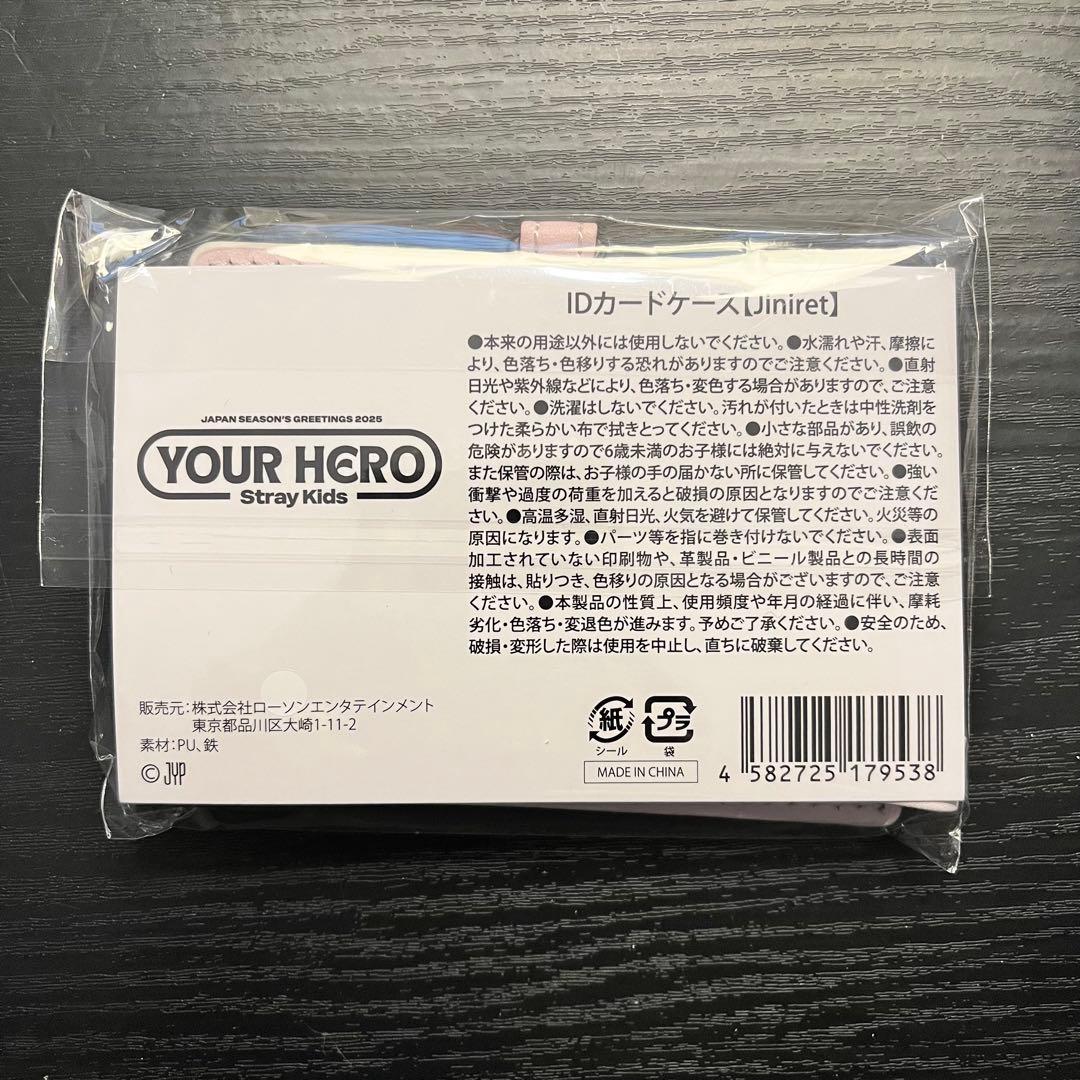 IDカードケース【Jiniret】
●本来の用途以外には使用しないでください。●水濡れや汗、摩擦に
より、色落ち・色移りする恐れがありますのでご注意ください。●直射
日光や紫外線などにより、色落ち・変色する場合がありますので、ご注意
ください。●洗濯はしないでください。汚れが付いたときは中性洗剤を
つけた柔らかい布で拭きとってください。●小さな部品があり、誤飲の
危険がありますので6歳未満のお子様には絶対に与えないでください。
また保管の際は、お子様の手の届かない所に保管してください。●強い
衝撃や過度の荷重を加えると破損の原因となりますのでご注意くだ
さい。●高温多湿、直射日光、火気を避けて保管してください。火災等の
原因になります。●パーツ等を指に巻き付けないでください。●表面
加工されていない印刷物や、革製品・ビニール製品との長時間の
接触は、貼りつき、色移りの原因となる場合がございますので、ご注意
ください。●本製品の性質上、使用頻度や年月の経過に伴い、摩耗
劣化・色落ち・変退色が進みます。予めご了承ください。●安全のため、
破損・変形した際は使用を中止し、直ちに破棄してください。
JAPAN SEASON'S GREETINGS 2025
YOUR HERO
Stray Kids
販売元:株式会社ローソンエンタテインメント
東京都品川区大崎1-11-2
素材:PU、鉄
© JYP
紙
シール
プラ
袋
MADE IN CHINA
4 582725 179538